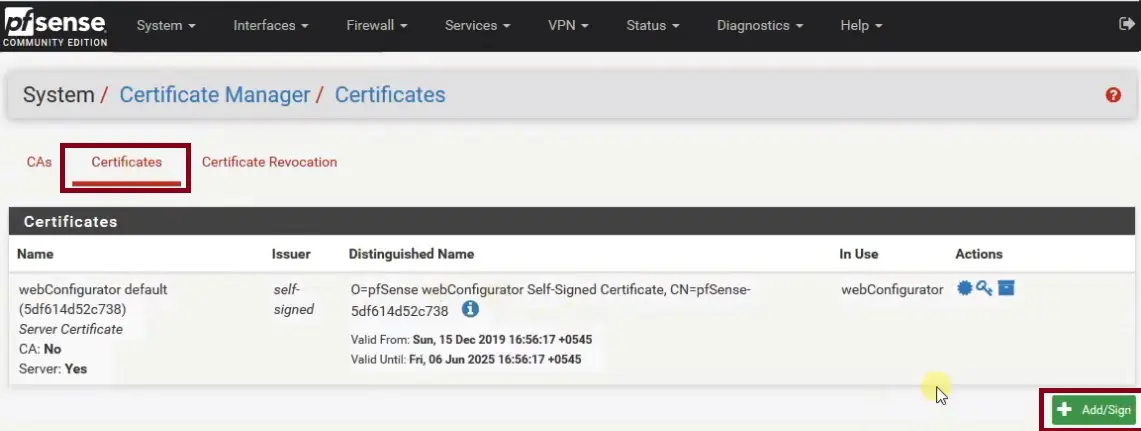 pfsense
COMMUNITY EDITION
System Interfaces Firewall Services VPN Status Diagnostics Help
System / Certificate Manager / Certificates
CAs Certificates Certificate Revocation
Certificates
Name Issuer Distinguished Name In Use Actions
webConfigurator default
(5df614d52c738)
Server Certificate
CA: No
Server: Yes
self-
signed
O=pfSense webConfigurator Self-Signed Certificate, CN=pfSense-
5df614d52c738
Valid From: Sun, 15 Dec 2019 16:56:17 +0545
Valid Until: Fri, 06 Jun 2025 16:56:17 +0545
webConfigurator
Add/Sign